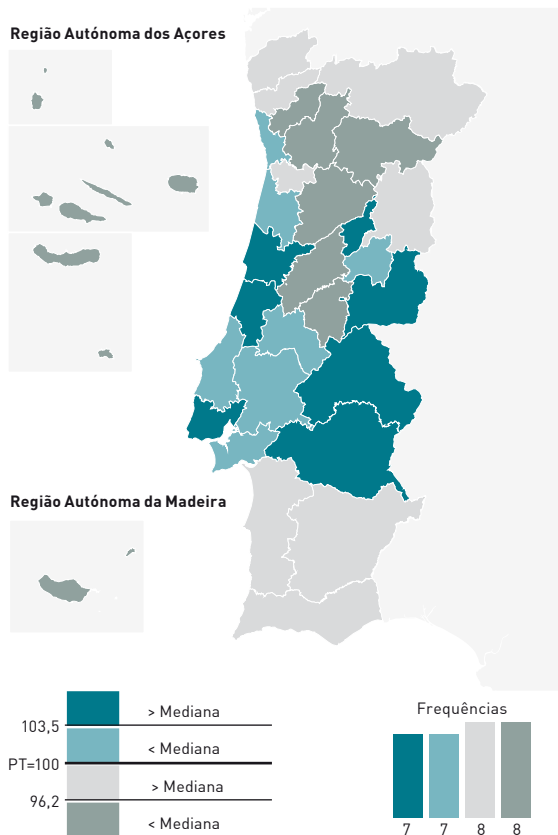 Região Autónoma dos Açores
Região Autónoma da Madeira
> Mediana
103,5
< Mediana
PT=100
> Mediana
96,2
< Mediana
Frequências
7 7 8 8